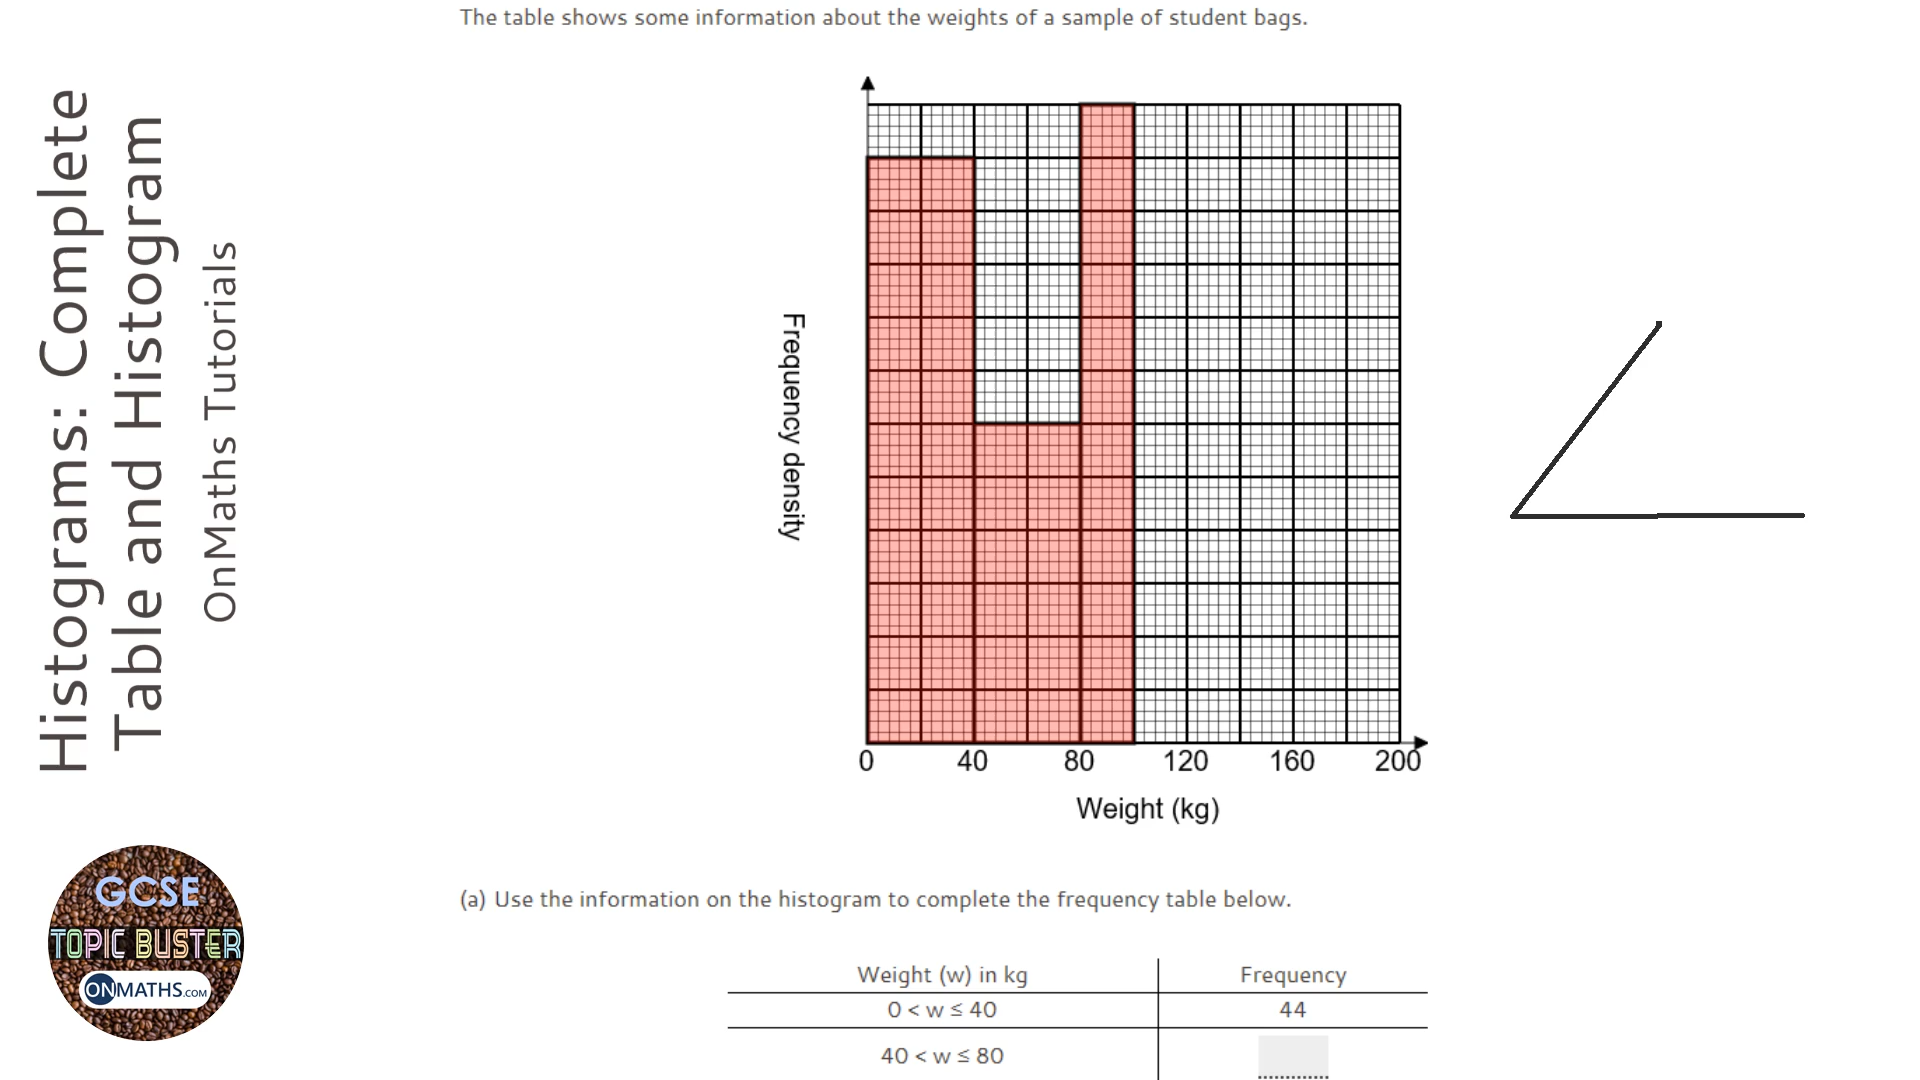 The table shows some information about the weights of a sample of student bags.
Histograms: Complete
Table and Histogram
OnMaths Tutorials
Frequency density
0 40 80 120 160 200
Weight (kg)
GCSE
TOPIC BUSTER
ONMATHS.COM
(a) Use the information on the histogram to complete the frequency table below.
Weight (w) in kg Frequency
0 < w ≤ 40 44
40 < w ≤ 80